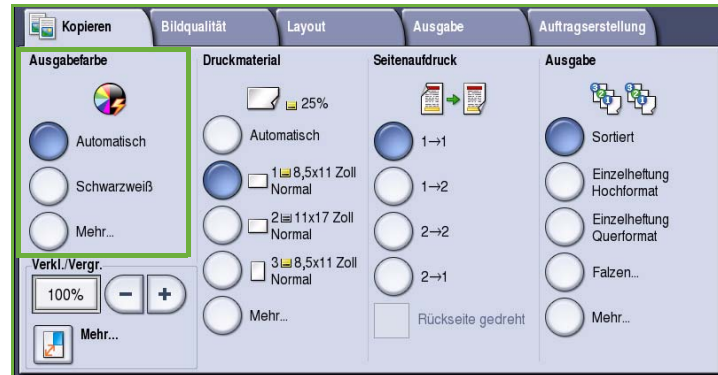 Kopieren
Bildqualität
Layout
Ausgabe
Auftragserstellung
Ausgabefarbe
Automatisch
Schwarzweiß
Mehr...
Verkl./Vergr.
100%
Mehr...
Druckmaterial
25%
Automatisch
1 8,5x11 Zoll
Normal
2 11x17 Zoll
Normal
3 8,5x11 Zoll
Normal
Mehr...
Seitenaufdruck
1→1
1→2
2→2
2→1
Rückseite gedreht
Ausgabe
Sortiert
Einzelheftung
Hochformat
Einzelheftung
Querformat
Falzen...
Mehr...